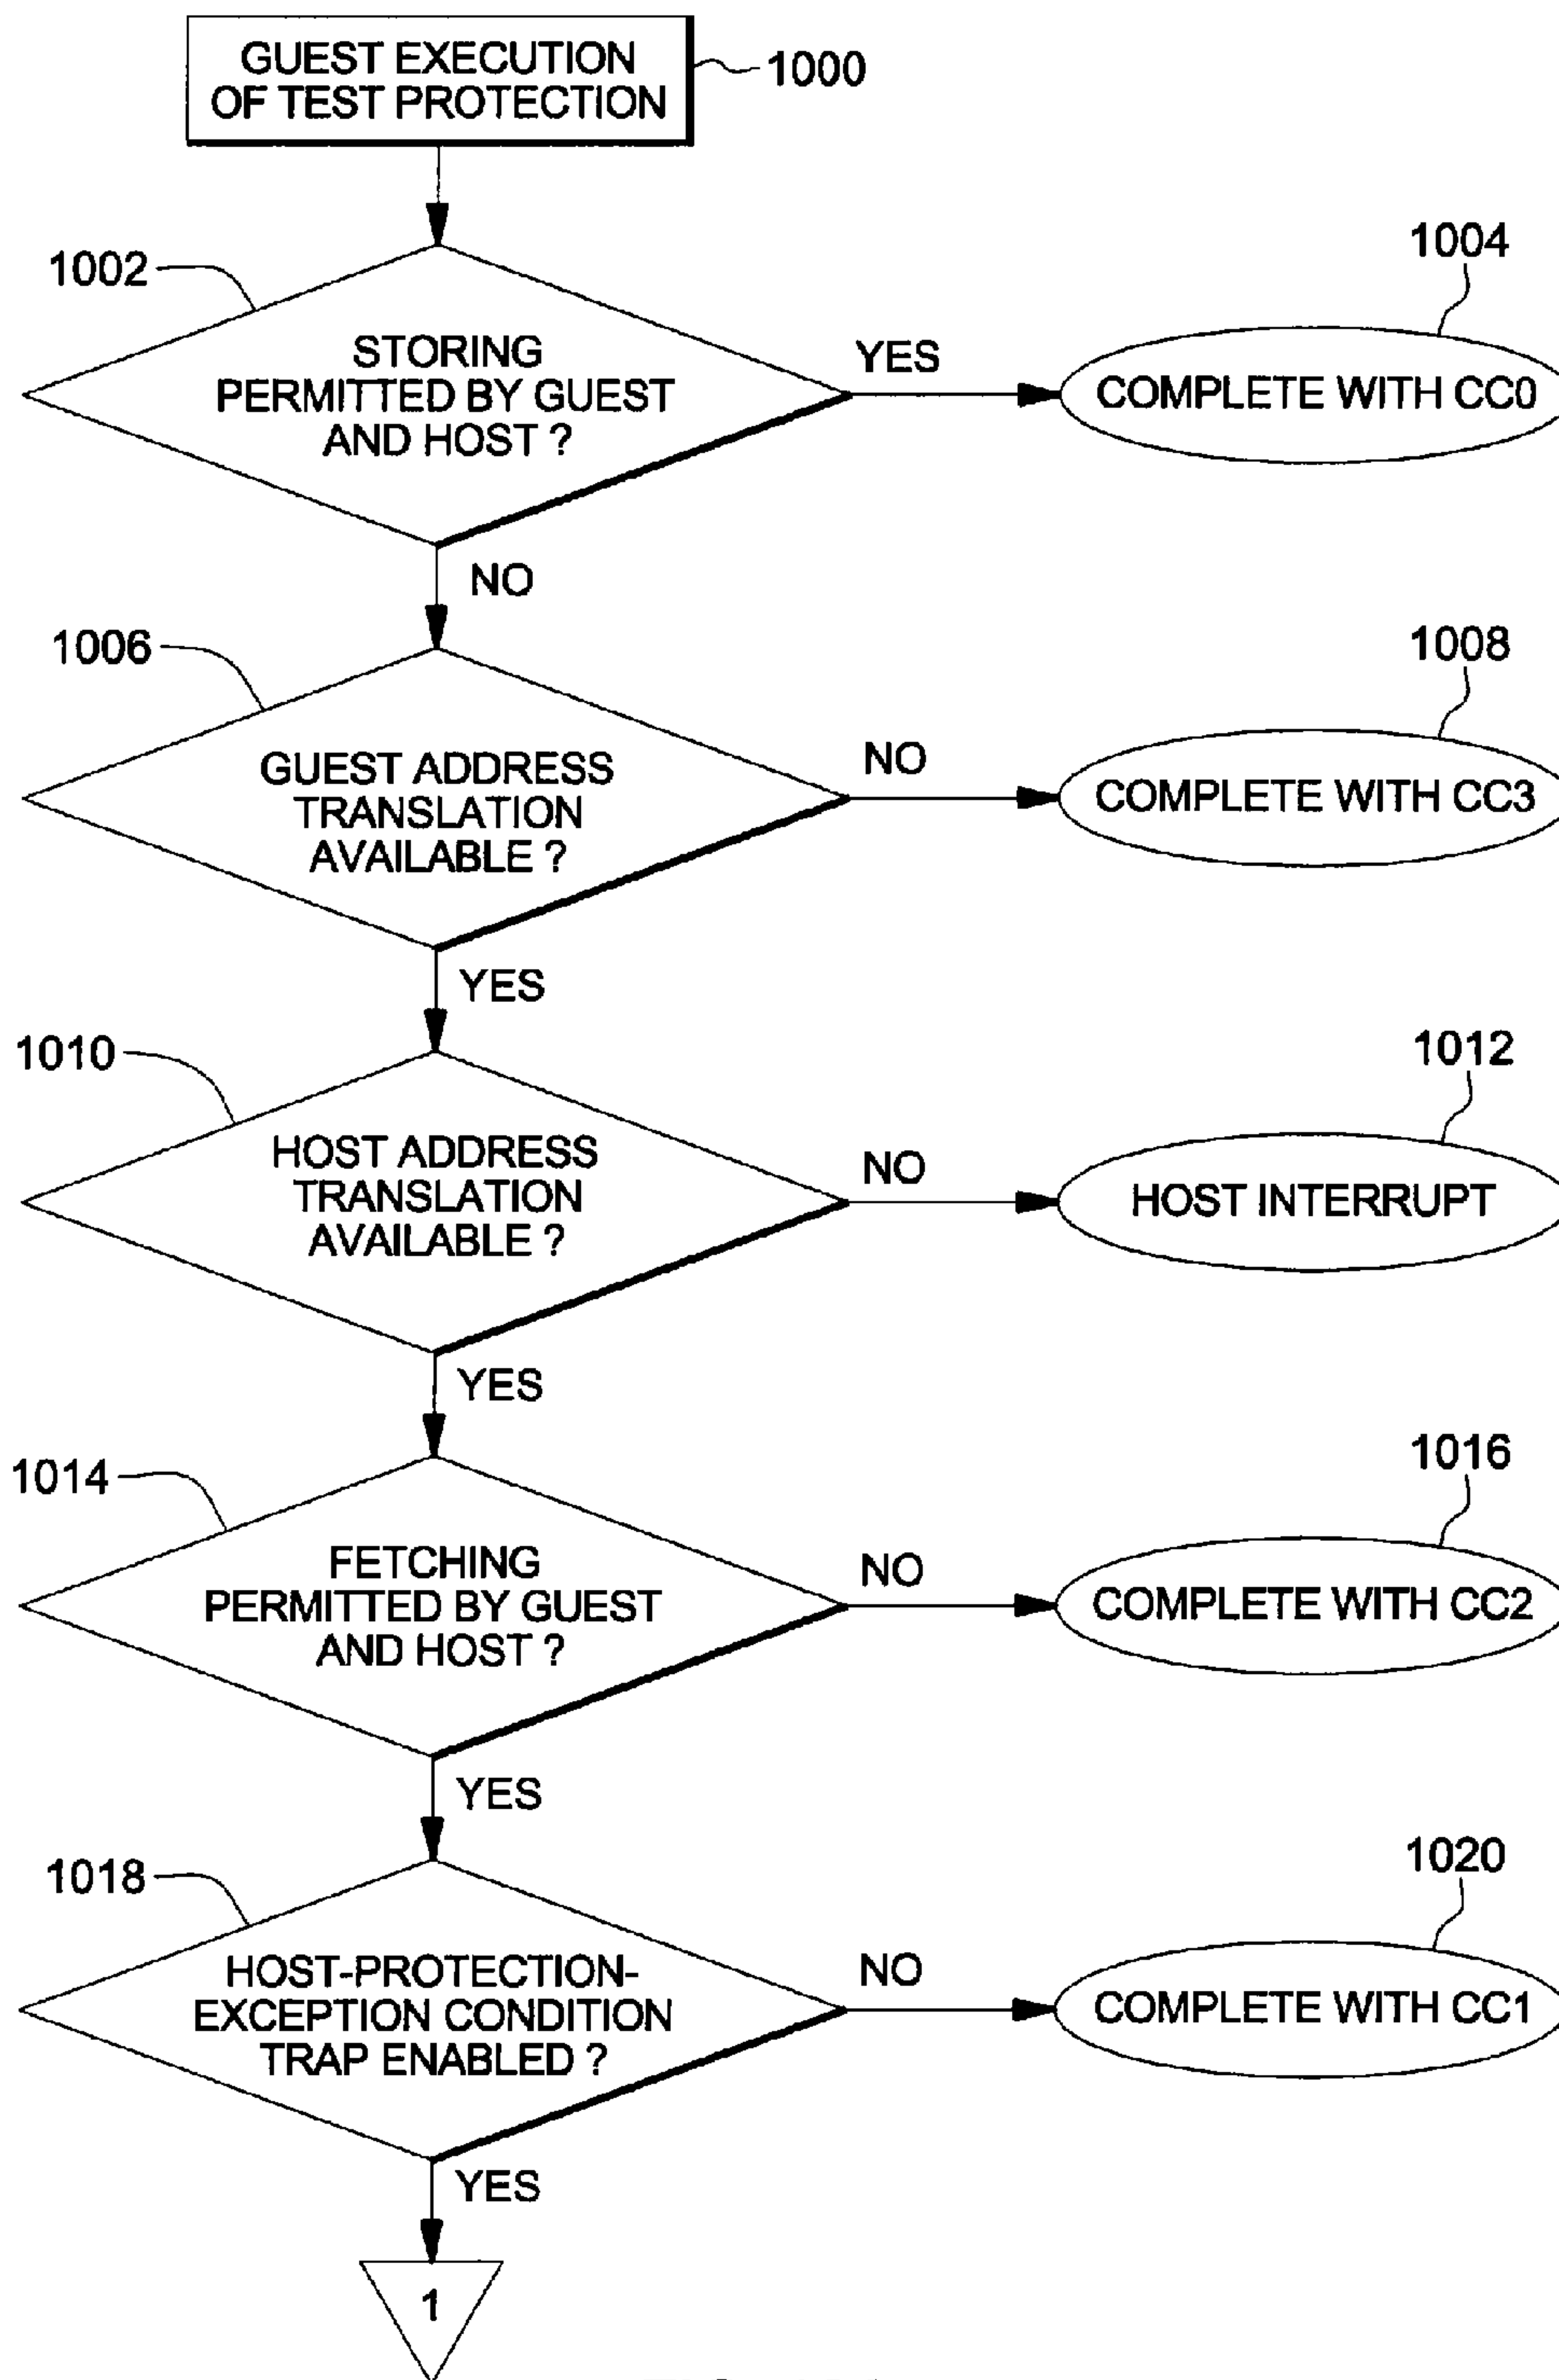 GUEST EXECUTION
OF TEST PROTECTION
1000
1002
STORING
PERMITTED BY GUEST
AND HOST ?
YES
1004
COMPLETE WITH CC0
NO
1006
GUEST ADDRESS
TRANSLATION
AVAILABLE ?
NO
1008
COMPLETE WITH CC3
YES
1010
HOST ADDRESS
TRANSLATION
AVAILABLE ?
NO
1012
HOST INTERRUPT
YES
1014
FETCHING
PERMITTED BY GUEST
AND HOST ?
NO
1016
COMPLETE WITH CC2
YES
1018
HOST-PROTECTION-
EXCEPTION CONDITION
TRAP ENABLED ?
NO
1020
COMPLETE WITH CC1
YES
1